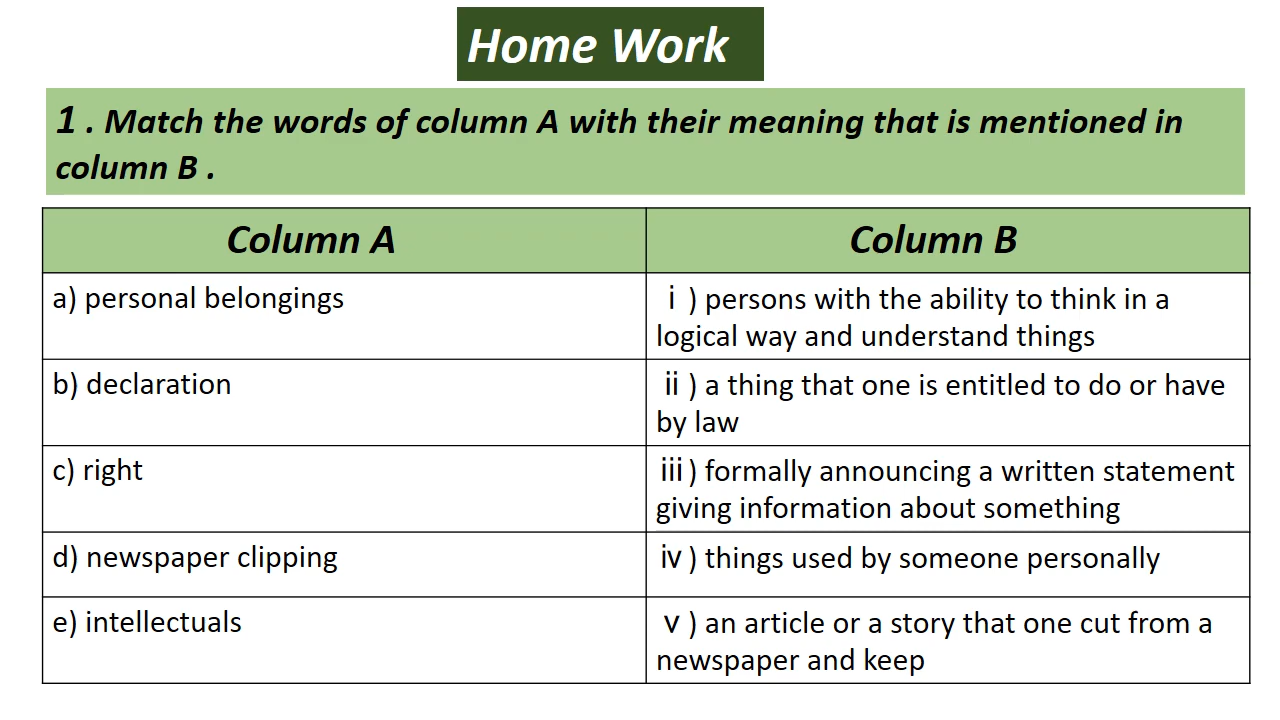 Home Work
1 . Match the words of column A with their meaning that is mentioned in
column B .
Column A
Column B
a) personal belongings
ⅰ ) persons with the ability to think in a
logical way and understand things
b) declaration
ⅱ ) a thing that one is entitled to do or have
by law
c) right
ⅲ ) formally announcing a written statement
giving information about something
d) newspaper clipping
ⅳ ) things used by someone personally
e) intellectuals
ⅴ ) an article or a story that one cut from a
newspaper and keep